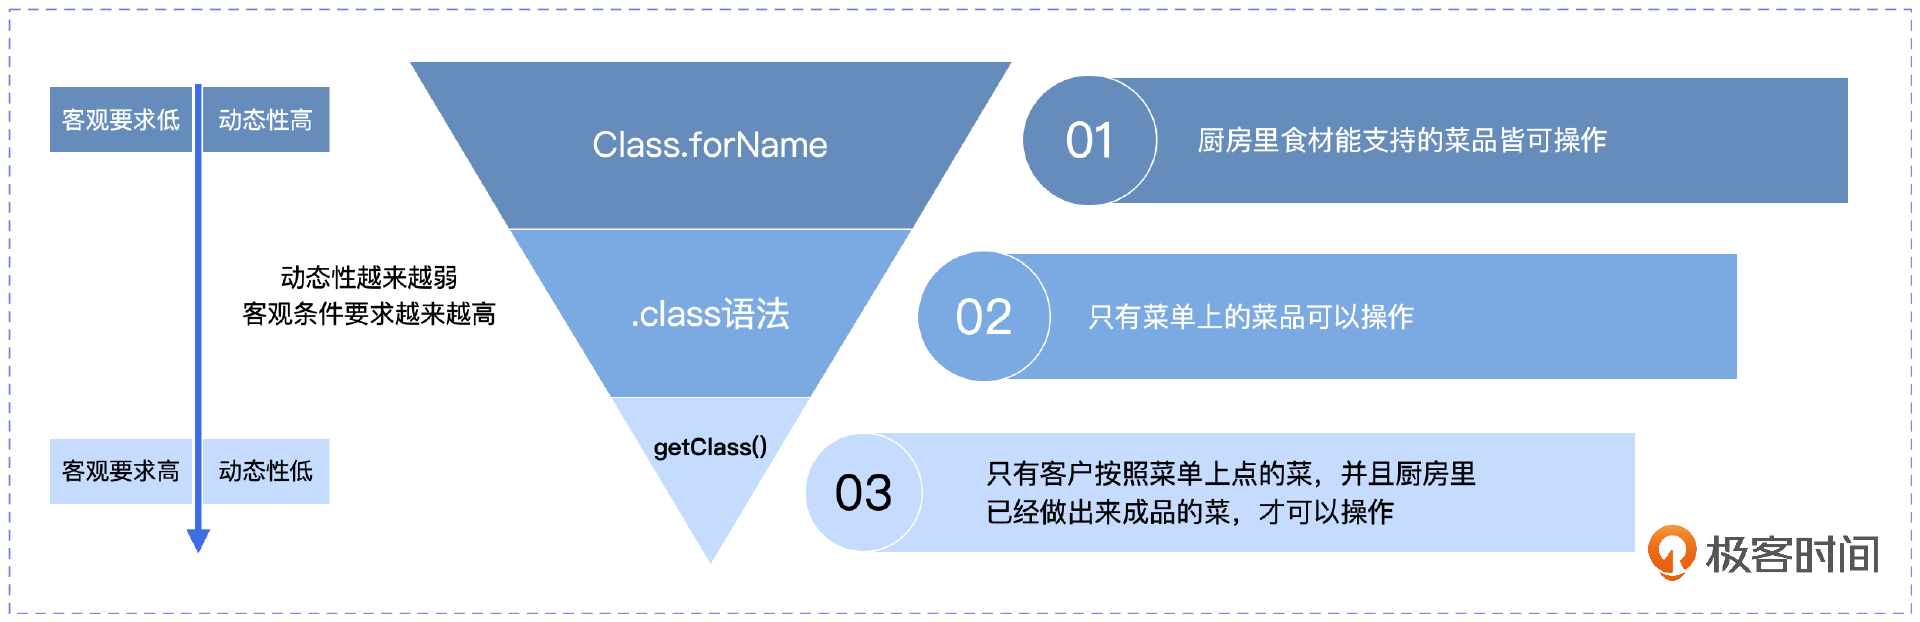 客观要求低
动态性高
Class.forName
01
厨房里食材能支持的菜品皆可操作
动态性越来越弱
客观条件要求越来越高
.class语法
02
只有菜单上的菜品可以操作
客观要求高
动态性低
getClass()
03
只有客户按照菜单上点的菜，并且厨房里
已经做出来成品的菜，才可以操作
极客时间